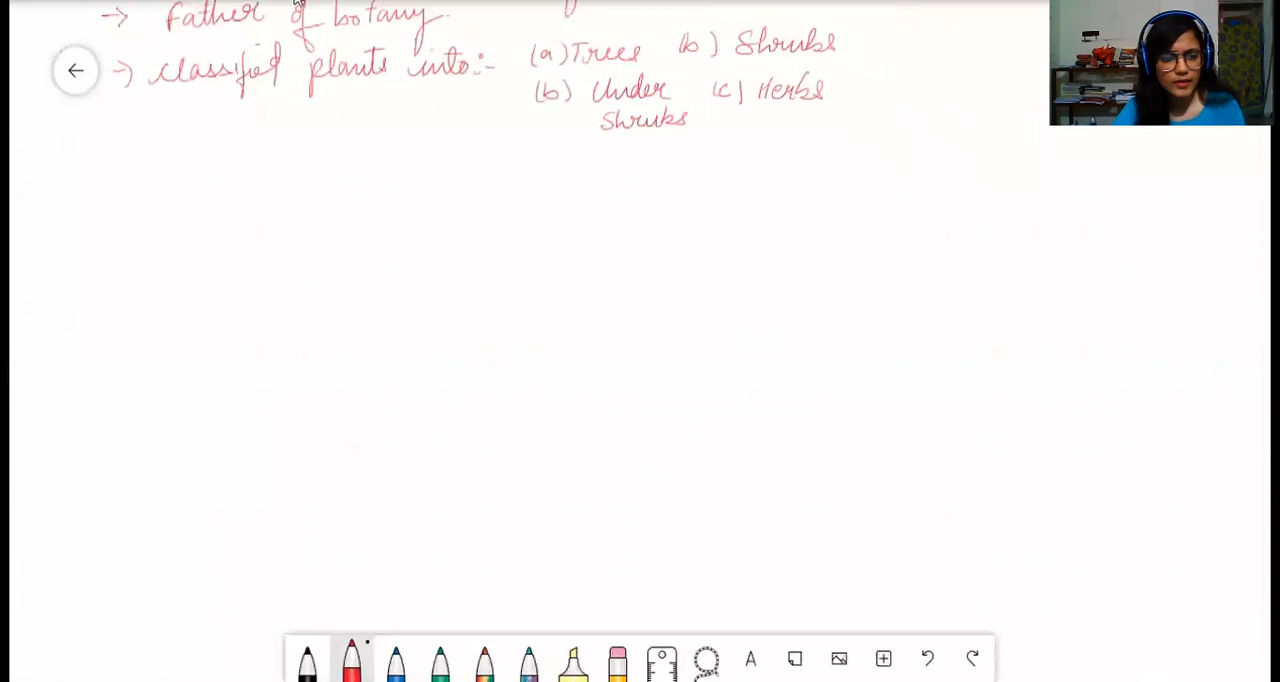 -> Father of botany.
-> classified plants into:- (a) Trees (b) Shrubs
(b) Under Shrubs (c) Herbs
A